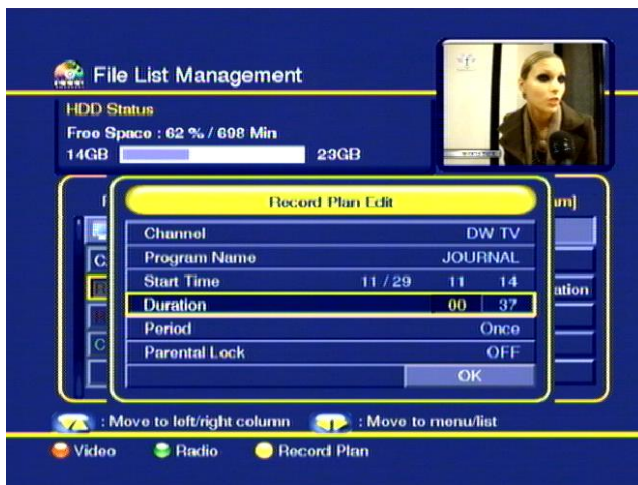 File List Management
HDD Status
Free Space : 62 % / 698 Min
14GB 23GB
Record Plan Edit
Channel DW TV
Program Name JOURNAL
Start Time 11 / 29 11 14
Duration 00 37
Period Once
Parental Lock OFF
OK
: Move to left/right column : Move to menu/list
Video Radio Record Plan